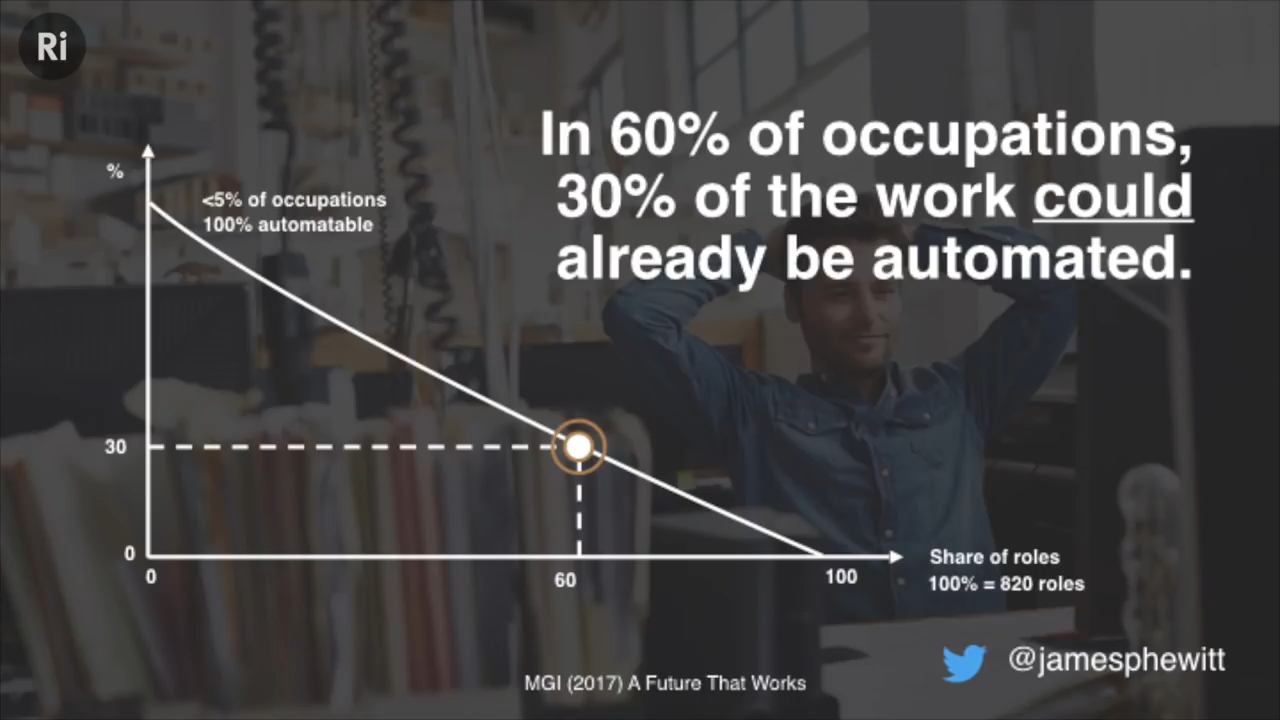 Ri
In 60% of occupations,
30% of the work could
already be automated.
%
<5% of occupations
100% automatable
30
0
0
60
100
Share of roles
100% = 820 roles
@jamesphewitt
MGI (2017) A Future That Works